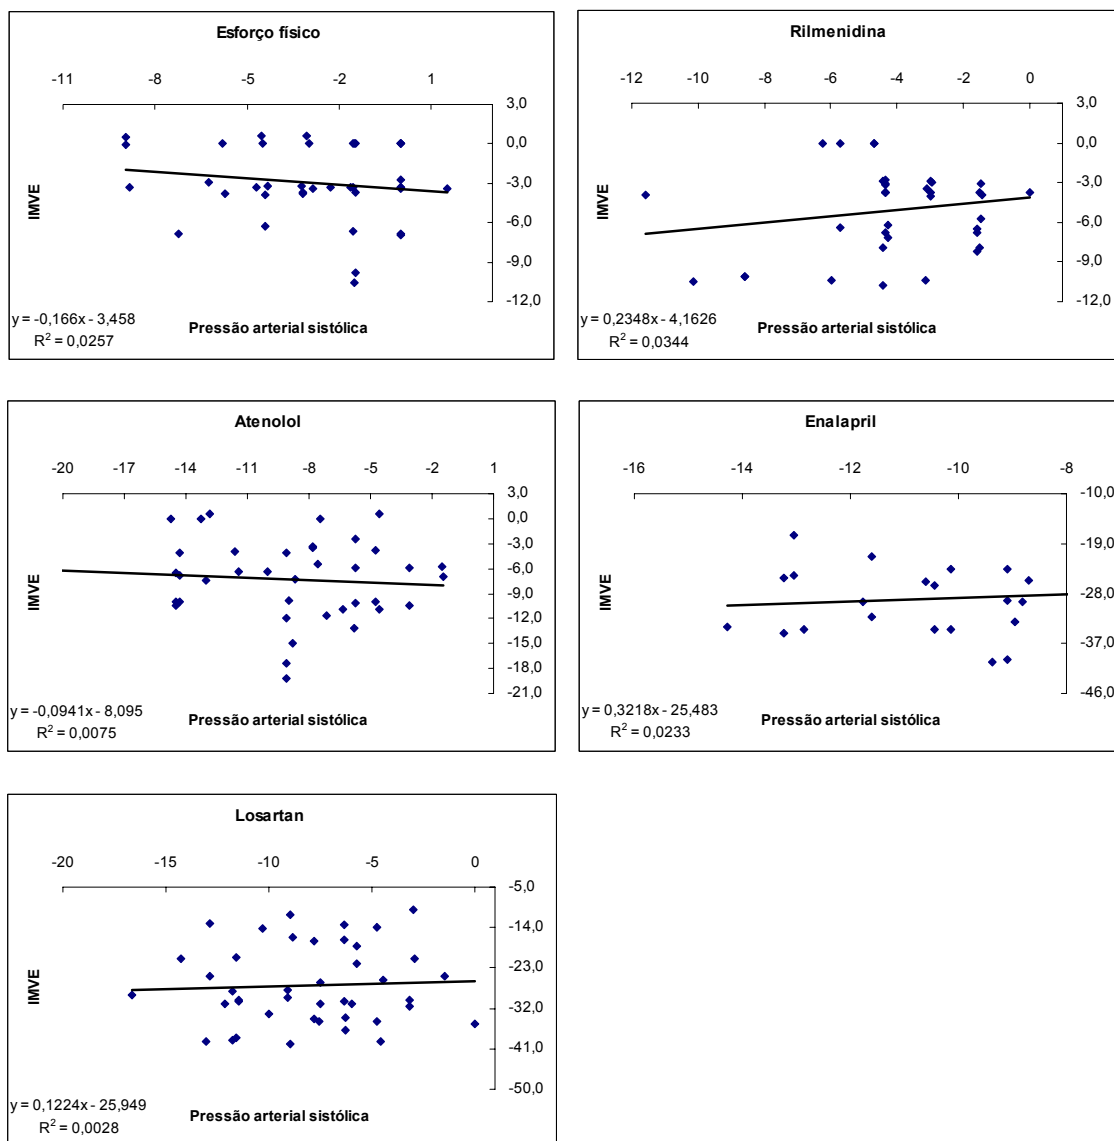 Esforço físico
-11 -8 -5 -2 1
3,0
0,0
-3,0
-6,0
-9,0
-12,0
IMVE
Pressão arterial sistólica
y = -0,166x - 3,458
R² = 0,0257
Rilmenidina
-12 -10 -8 -6 -4 -2 0
3,0
0,0
-3,0
-6,0
-9,0
-12,0
IMVE
Pressão arterial sistólica
y = 0,2348x - 4,1626
R² = 0,0344
Atenolol
-20 -17 -14 -11 -8 -5 -2 1
3,0
0,0
-3,0
-6,0
-9,0
-12,0
-15,0
-18,0
-21,0
IMVE
Pressão arterial sistólica
y = -0,0941x - 8,095
R² = 0,0075
Enalapril
-16 -14 -12 -10 -8
-10,0
-19,0
-28,0
-37,0
-46,0
IMVE
Pressão arterial sistólica
y = 0,3218x - 25,483
R² = 0,0233
Losartan
-20 -15 -10 -5 0
-5,0
-14,0
-23,0
-32,0
-41,0
-50,0
IMVE
Pressão arterial sistólica
y = 0,1224x - 25,949
R² = 0,0028